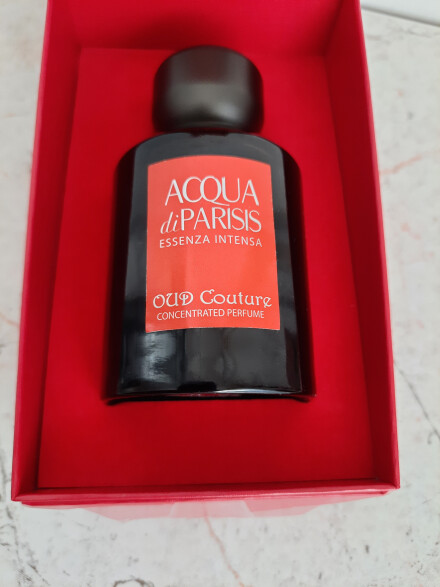 ACQUA
di PARISIS
ESSENZA INTENSA
OUD Couture
CONCENTRATED PERFUME